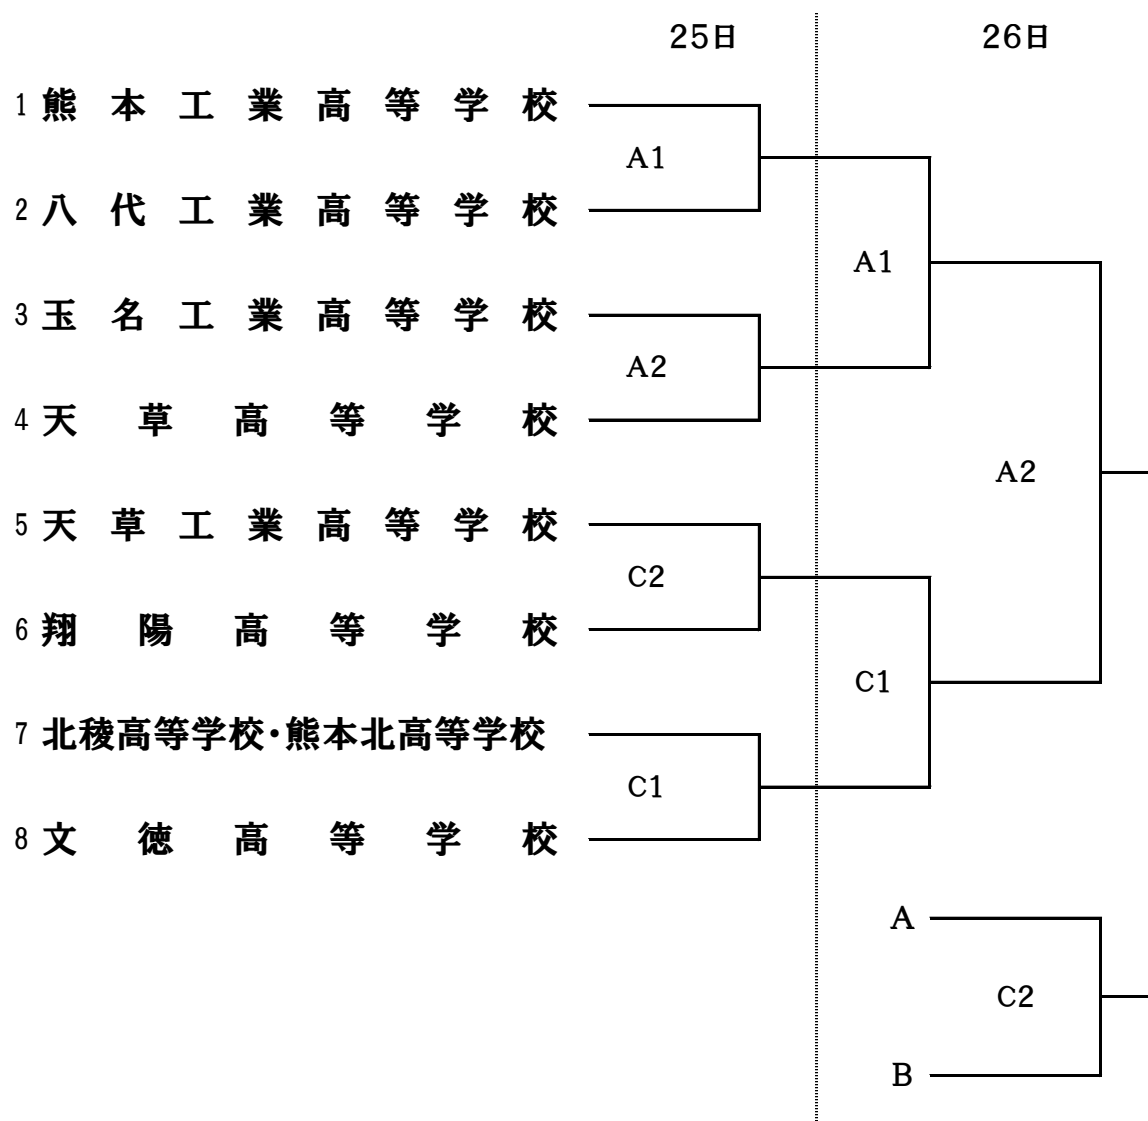 25日 26日
1 熊本工業高等学校
A1
2 八代工業高等学校
A1
3 玉名工業高等学校
A2
4 天草高等学校
A2
5 天草工業高等学校
C2
6 翔陽高等学校
C1
7 北稜高等学校・熊本北高等学校
C1
8 文徳高等学校
A
C2
B